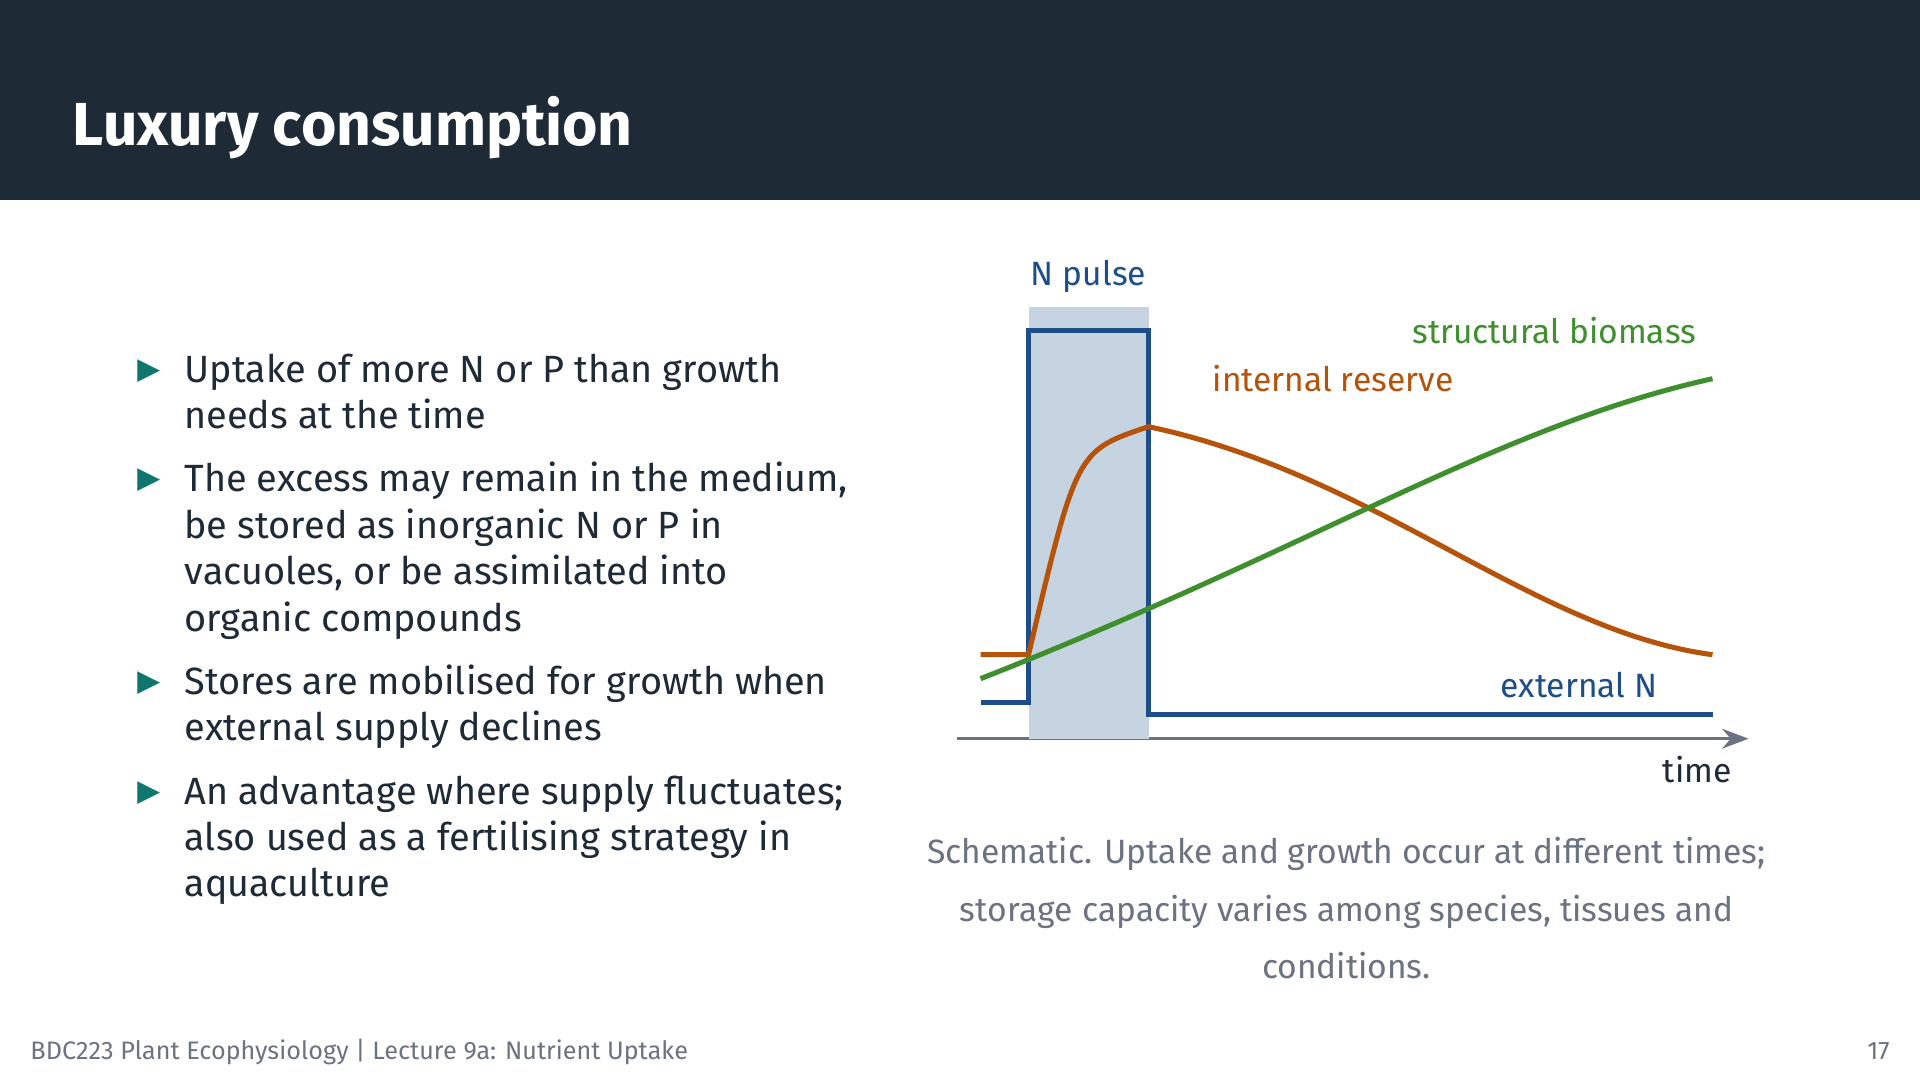 Luxury consumption
► Uptake of more N or P than growth
needs at the time
► The excess may remain in the medium,
be stored as inorganic N or P in
vacuoles, or be assimilated into
organic compounds
► Stores are mobilised for growth when
external supply declines
► An advantage where supply fluctuates;
also used as a fertilising strategy in
aquaculture
N pulse
structural biomass
internal reserve
external N
time
Schematic. Uptake and growth occur at different times;
storage capacity varies among species, tissues and
conditions.
BDC223 Plant Ecophysiology | Lecture 9a: Nutrient Uptake
17